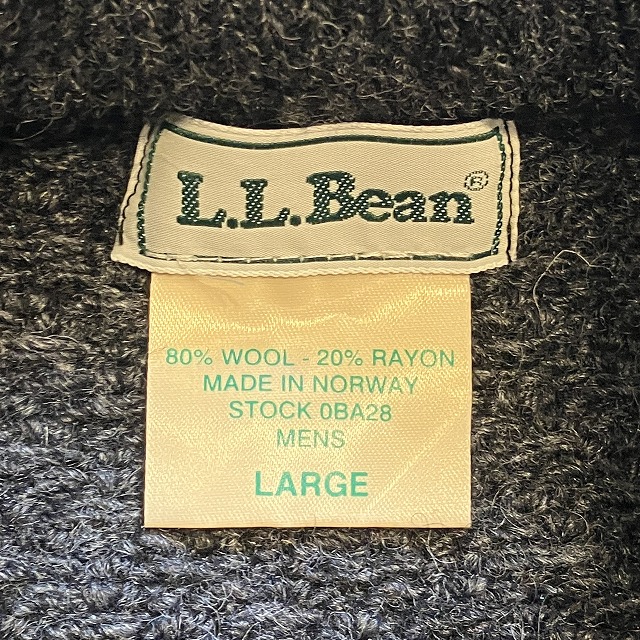 L.L.Bean®
80% WOOL - 20% RAYON
MADE IN NORWAY
STOCK 0BA28
MENS
LARGE